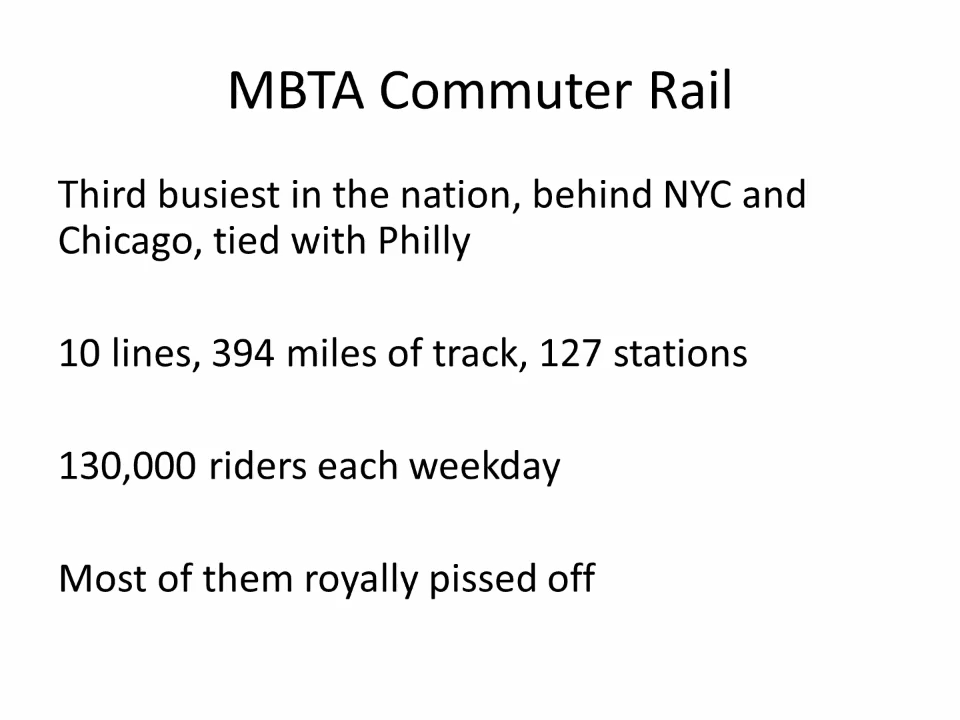 MBTA Commuter Rail
Third busiest in the nation, behind NYC and
Chicago, tied with Philly
10 lines, 394 miles of track, 127 stations
130,000 riders each weekday
Most of them royally pissed off